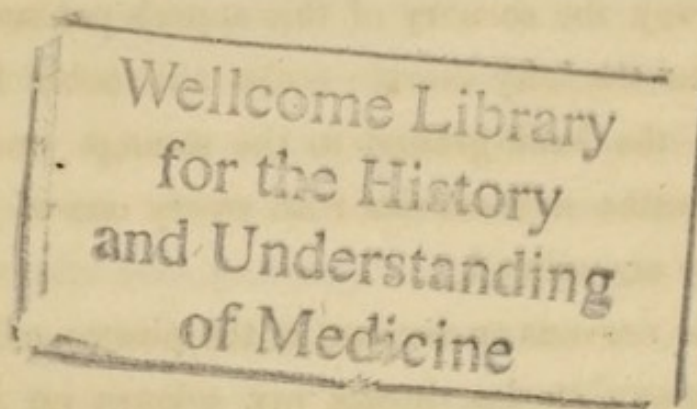 Wellcome Library
for the History
and Understanding
of Medicine